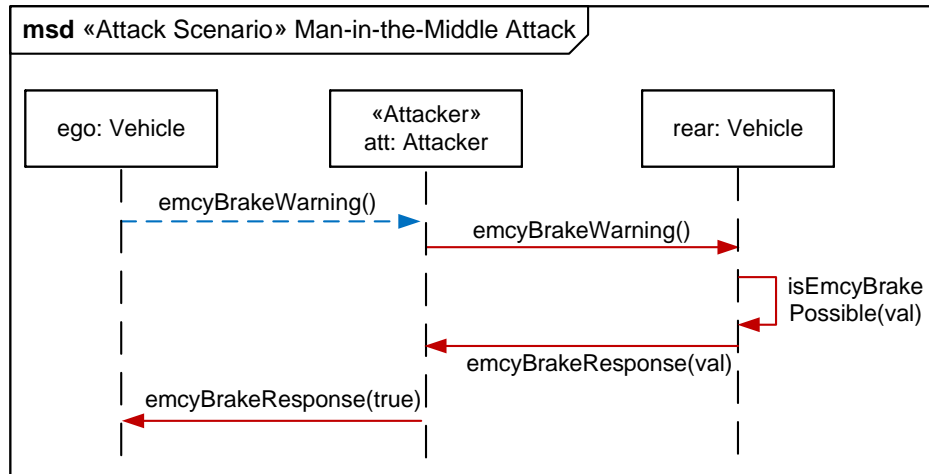 msd «Attack Scenario» Man-in-the-Middle Attack
ego: Vehicle
«Attacker»
att: Attacker
rear: Vehicle
emcyBrakeWarning()
emcyBrakeWarning()
isEmcyBrake
Possible(val)
emcyBrakeResponse(val)
emcyBrakeResponse(true)